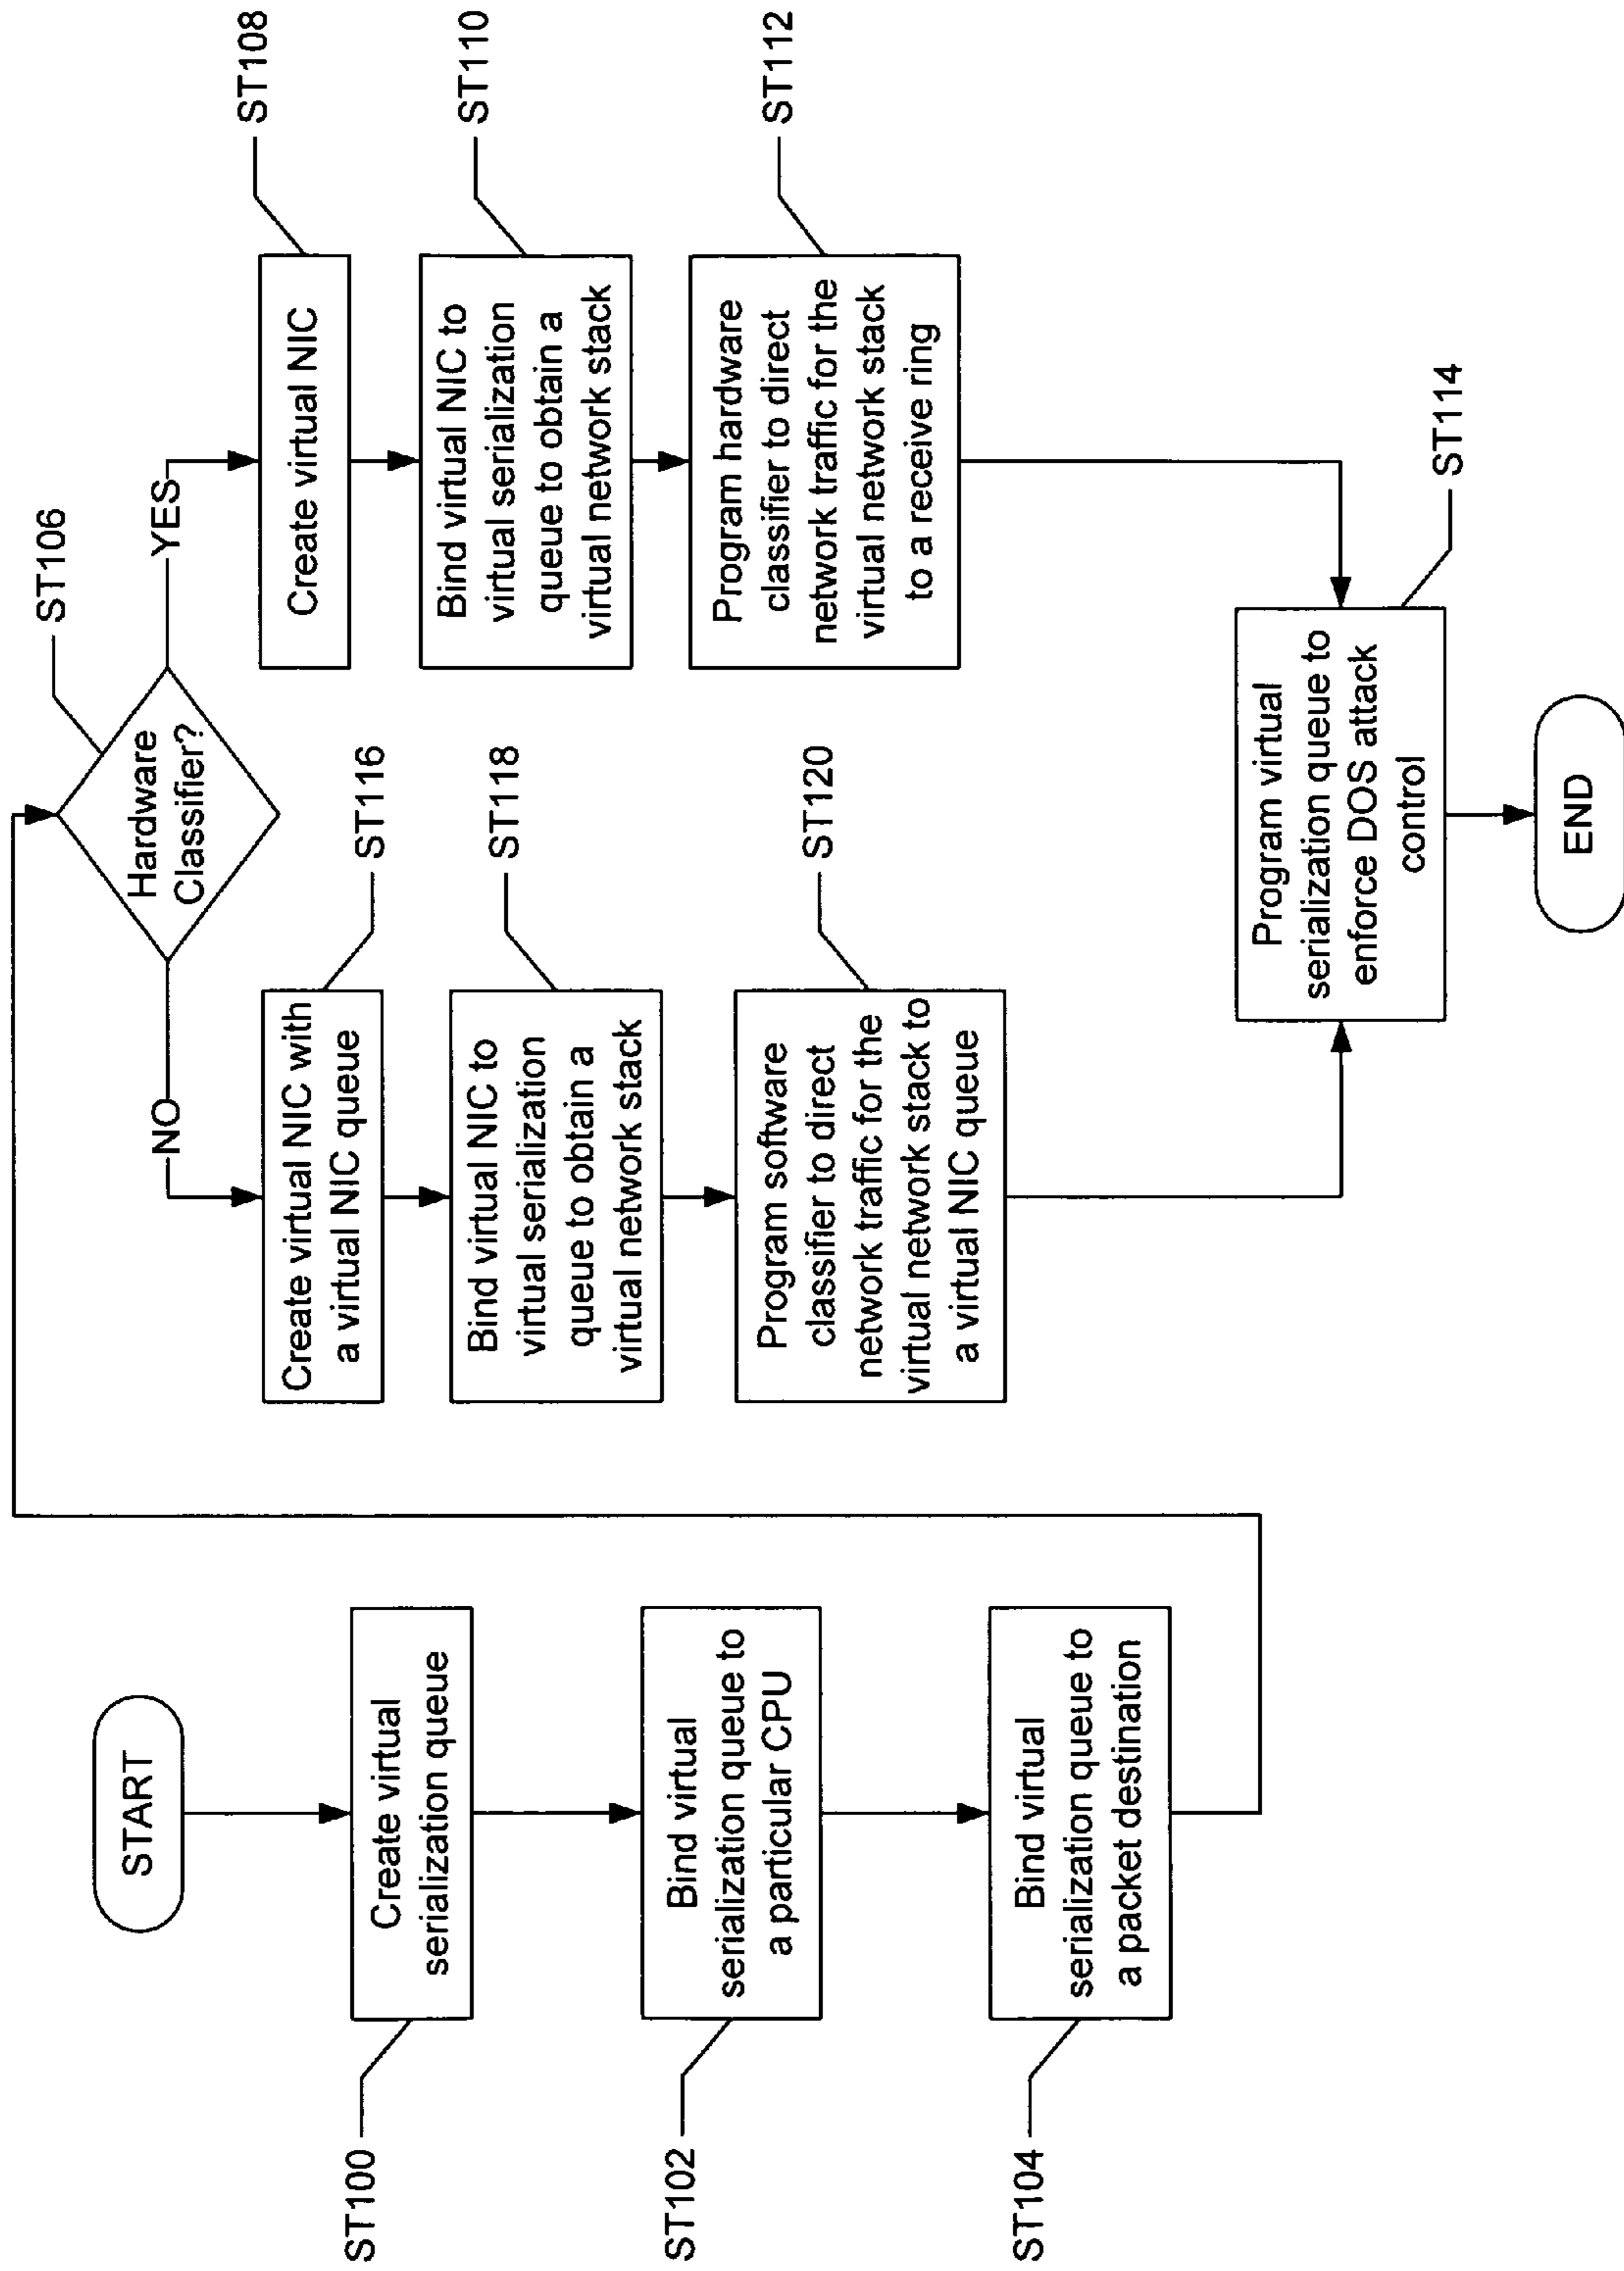 START
ST100
Create virtual
serialization queue
ST102
Bind virtual
serialization queue to
a particular CPU
ST104
Bind virtual
serialization queue to
a packet destination
ST106
Hardware
Classifier?
NO
YES
Create virtual NIC with
a virtual NIC queue
ST116
Bind virtual NIC to
virtual serialization
queue to obtain a
virtual network stack
ST118
Program software
classifier to direct
network traffic for the
virtual network stack to
a virtual NIC queue
ST120
Create virtual NIC
ST108
Bind virtual NIC to
virtual serialization
queue to obtain a
virtual network stack
ST110
Program hardware
classifier to direct
network traffic for the
virtual network stack
to a receive ring
ST112
Program virtual
serialization queue to
enforce DOS attack
control
ST114
END